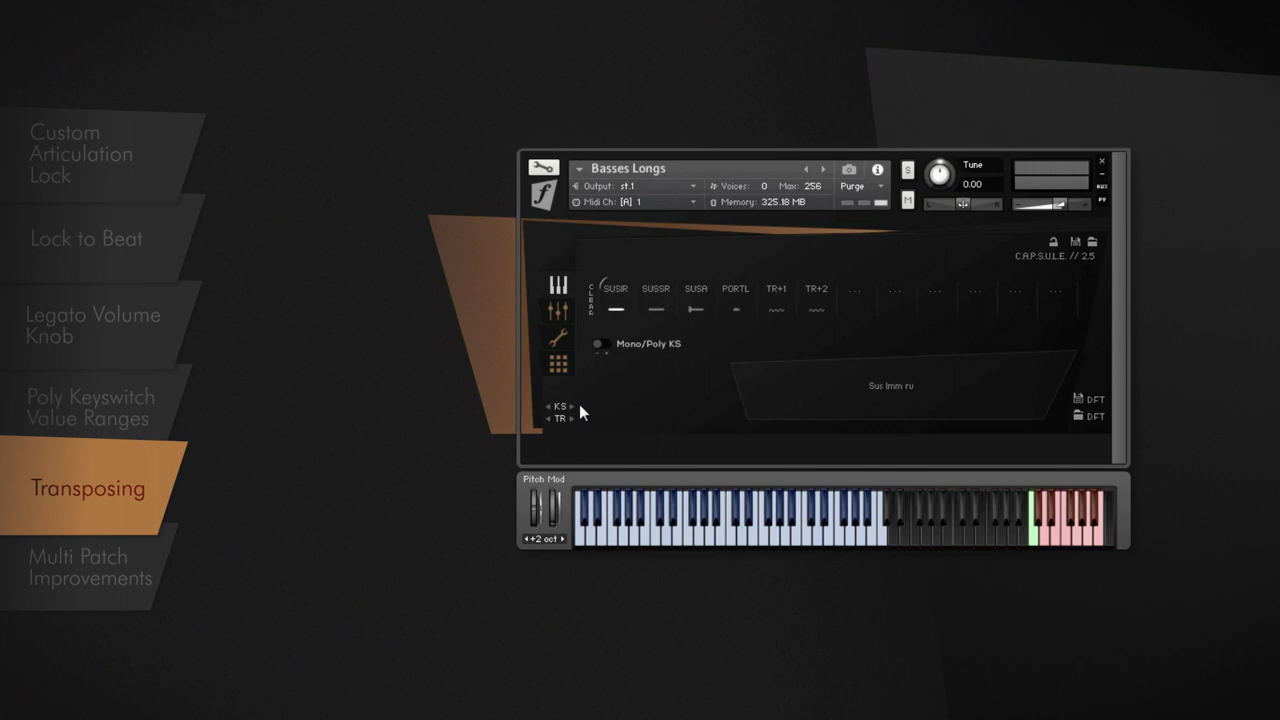 Custom
Articulation
Lock
Lock to Beat
Legato Volume
Knob
Poly Keyswitch
Value Ranges
Transposing
Multi Patch
Improvements
Basses Longs
Output: st.1
Voices: 0 Max: 256
Purge
Midi Ch: [A] 1
Memory: 325.18 MB
S
M
Tune
0.00
L
R
AUX
PV
C.A.P.S.U.L.E. // 2.5
CLEAR
SUSIR
SUSSR
SUSA
PORTL
TR+1
TR+2
Mono/Poly KS
Sus Imm ru
KS
TR
DFT
DFT
Pitch Mod
+2 oct